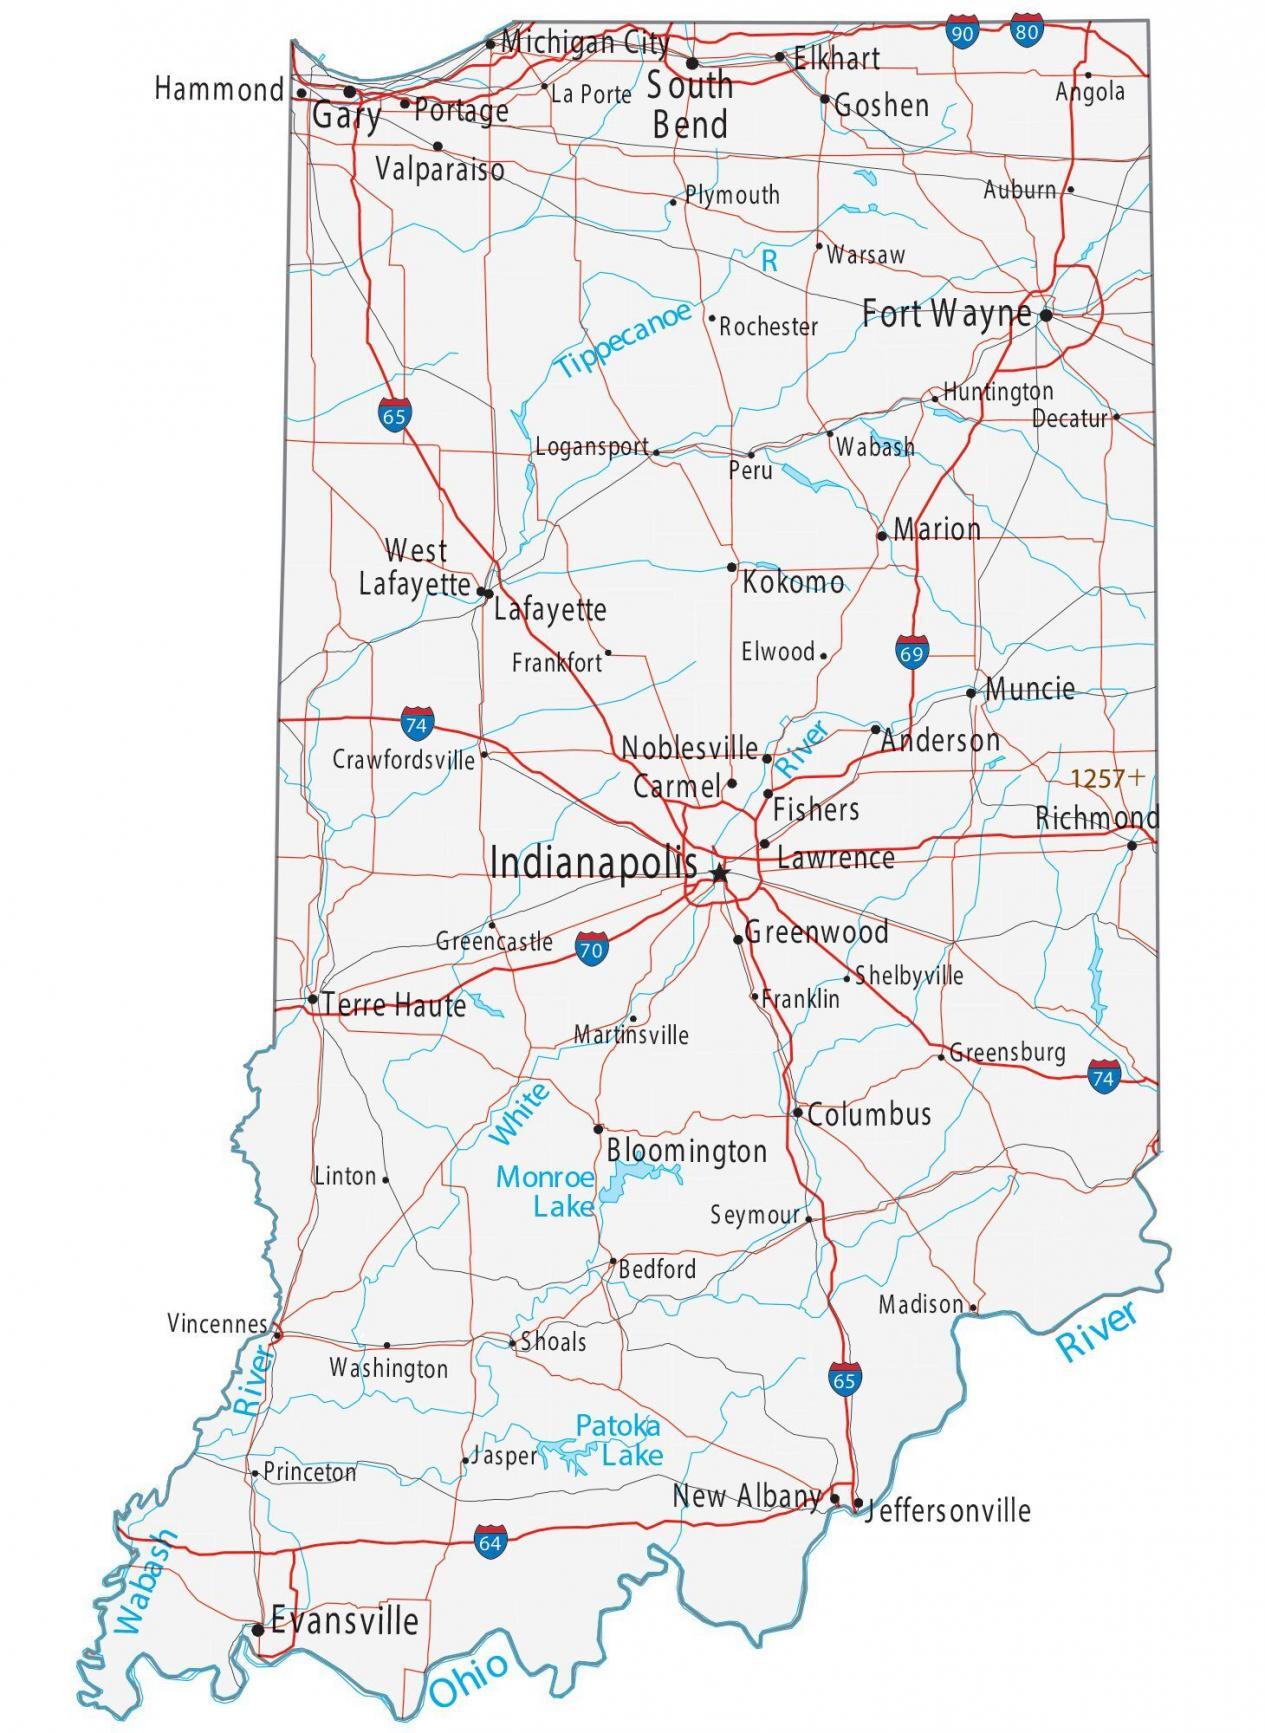 90
80
Michigan City
Elkhart
Hammond
Gary
Portage
La Porte
South
Bend
Goshen
Angola
Valparaiso
Plymouth
Auburn
R
Warsaw
Tippecanoe
Rochester
Fort Wayne
65
Huntington
Decatur
Logansport
Peru
Wabash
Marion
West
Lafayette
Lafayette
Kokomo
Frankfort
Elwood
69
Muncie
74
Crawfordsville
Noblesville
River
Anderson
Carmel
Fishers
1257+
Richmond
Indianapolis
Lawrence
Greencastle
70
Greenwood
Shelbyville
Terre Haute
Franklin
Martinsville
Greensburg
74
White
Columbus
Bloomington
Linton
Monroe
Lake
Seymour
Bedford
Madison
River
Vincennes
Shoals
Washington
River
65
Patoka
Lake
Jasper
Princeton
New Albany
Jeffersonville
64
Wabash
Evansville
Ohio